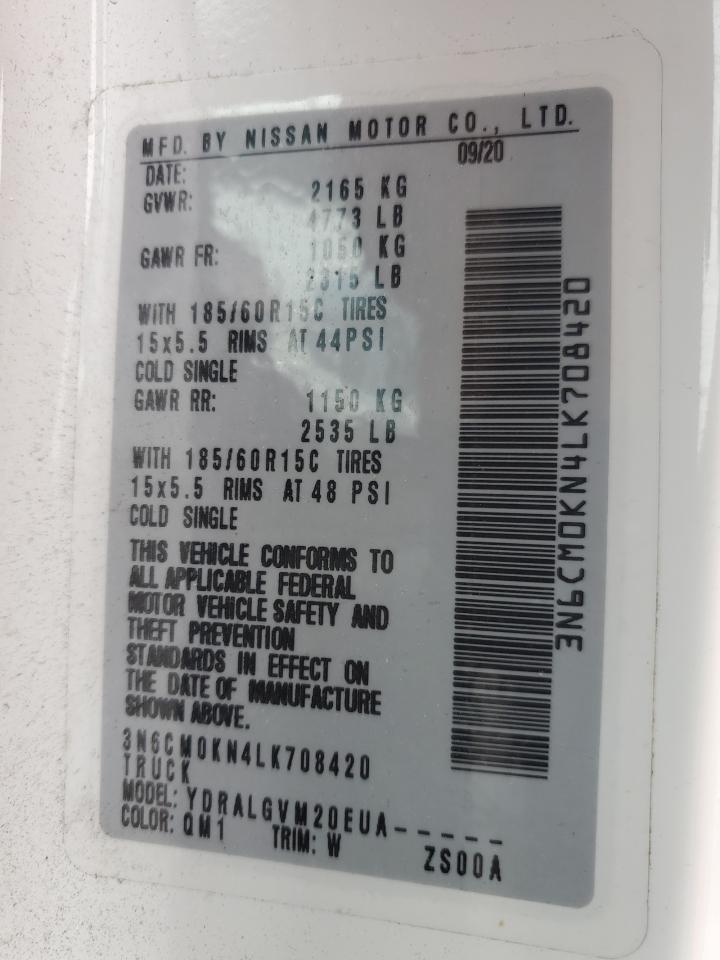 MFD. BY NISSAN MOTOR CO., LTD.
DATE: 09/20
GVWR: 2165 KG
4773 LB
GAWR FR: 1050 KG
2315 LB
WITH 185/60R15C TIRES
15x5.5 RIMS AT 44PSI
COLD SINGLE
GAWR RR: 1150 KG
2535 LB
WITH 185/60R15C TIRES
15x5.5 RIMS AT 48 PSI
COLD SINGLE
THIS VEHICLE CONFORMS TO
ALL APPLICABLE FEDERAL
MOTOR VEHICLE SAFETY AND
THEFT PREVENTION
STANDARDS IN EFFECT ON
THE DATE OF MANUFACTURE
SHOWN ABOVE.
3N6CM0KN4LK708420
TRUCK
MODEL: YDRALGVM20EUA-----
COLOR: QM1 TRIM: W ZS00A
3N6CM0KN4LK708420